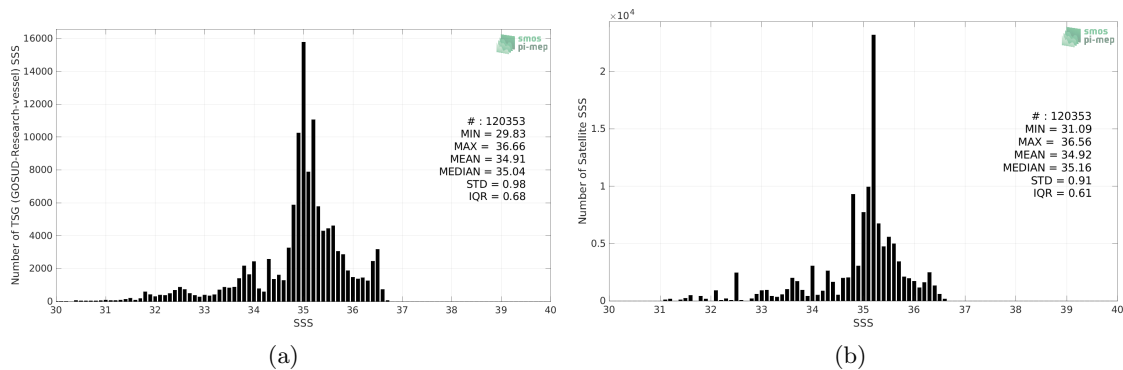 Number of TSG (GOSUD-Research-vessel) SSS
16000
14000
12000
10000
8000
6000
4000
2000
0
30
31
32
33
34
35
36
37
38
39
40
SSS
smos
pi-mep
# : 120353
MIN = 29.83
MAX = 36.66
MEAN = 34.91
MEDIAN = 35.04
STD = 0.98
IQR = 0.68
(a)
×10⁴
Number of Satellite SSS
2
1.5
1
0.5
0
30
31
32
33
34
35
36
37
38
39
40
SSS
smos
pi-mep
# : 120353
MIN = 31.09
MAX = 36.56
MEAN = 34.92
MEDIAN = 35.16
STD = 0.91
IQR = 0.61
(b)